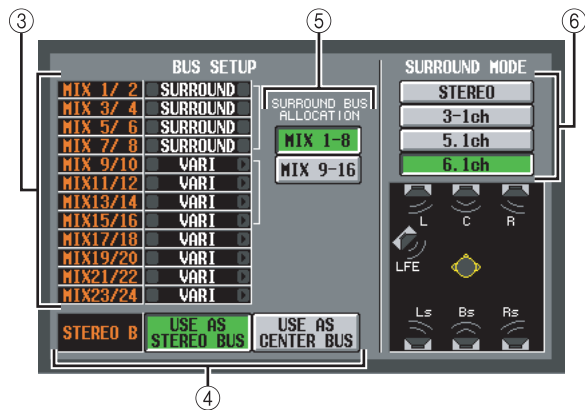 ③
⑤
⑥
BUS SETUP
MIX 1/ 2 SURROUND
MIX 3/ 4 SURROUND
MIX 5/ 6 SURROUND
MIX 7/ 8 SURROUND
MIX 9/10 VARI
MIX11/12 VARI
MIX13/14 VARI
MIX15/16 VARI
MIX17/18 VARI
MIX19/20 VARI
MIX21/22 VARI
MIX23/24 VARI
STEREO B
USE AS
STEREO BUS
USE AS
CENTER BUS
④
SURROUND BUS
ALLOCATION
MIX 1-8
MIX 9-16
SURROUND MODE
STEREO
3-1ch
5.1ch
6.1ch
L C R
LFE
Ls Bs Rs